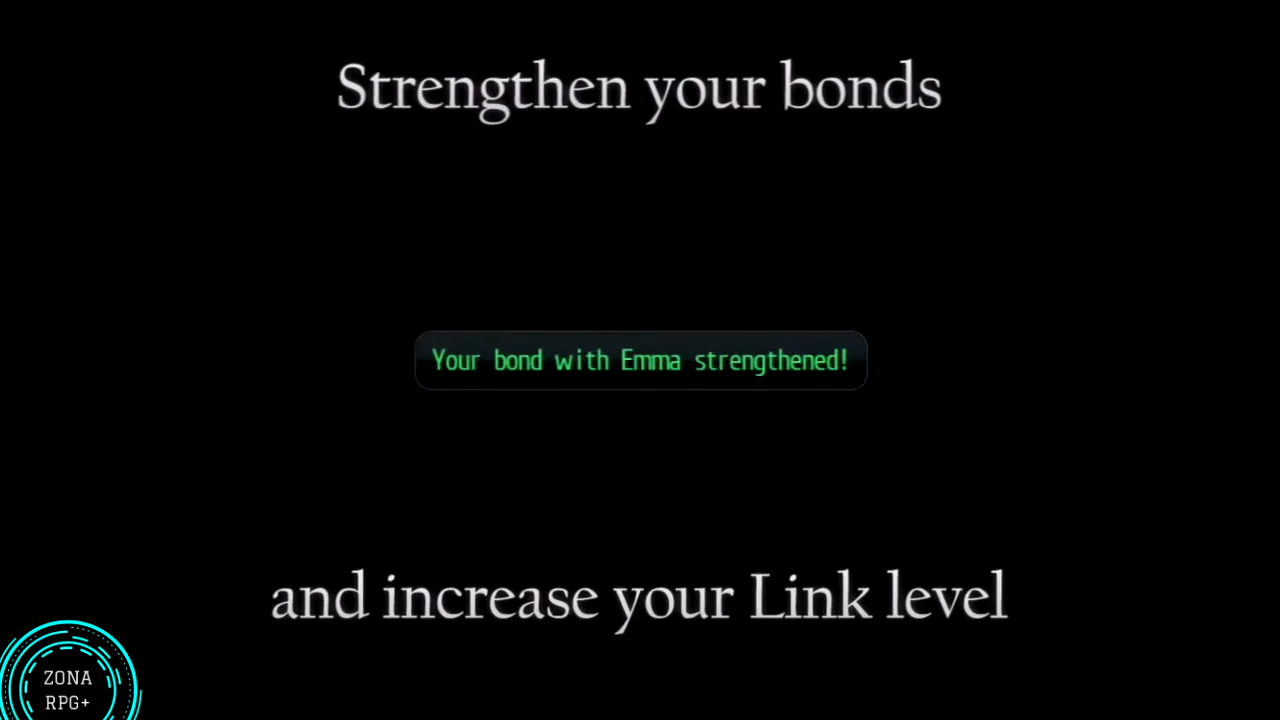 Strengthen your bonds
Your bond with Emma strengthened!
and increase your Link level
ZONA
RPG+